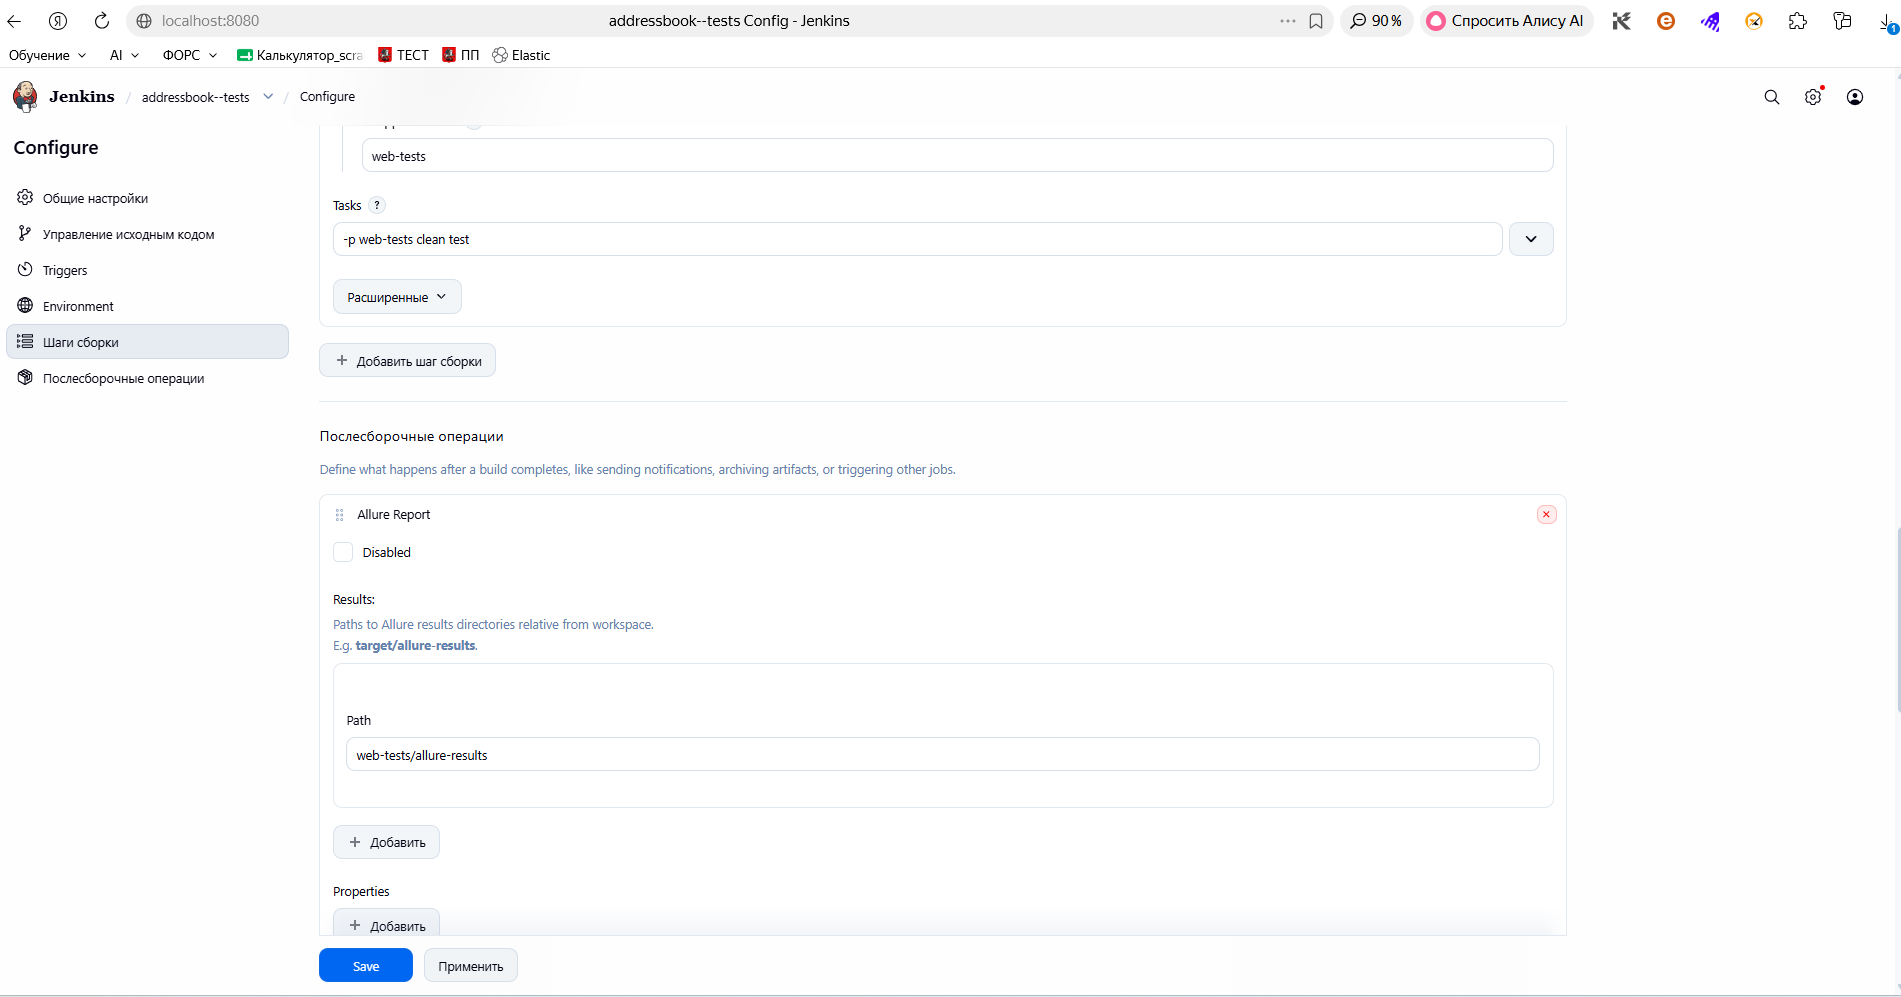 localhost:8080
addressbook--tests Config - Jenkins
90 %
Спросить Алису AI
1
Обучение
AI
ФОРС
Калькулятор_scra
ТЕСТ
ПП
Elastic
Jenkins / addressbook--tests / Configure
Configure
Общие настройки
Управление исходным кодом
Triggers
Environment
Шаги сборки
Послесборочные операции
web-tests
Tasks ?
-p web-tests clean test
Расширенные
+ Добавить шаг сборки
Послесборочные операции
Define what happens after a build completes, like sending notifications, archiving artifacts, or triggering other jobs.
Allure Report
Disabled
Results:
Paths to Allure results directories relative from workspace.
E.g. target/allure-results.
Path
web-tests/allure-results
+ Добавить
Properties
+ Добавить
Save
Применить